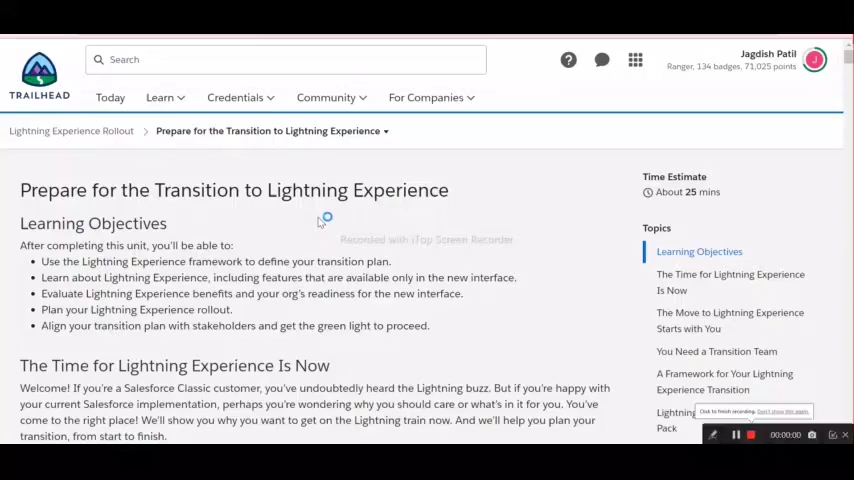 Search
Jagdish Patil
Ranger, 134 badges, 71,025 points
J
TRAILHEAD
Today Learn Credentials Community For Companies
Lightning Experience Rollout > Prepare for the Transition to Lightning Experience
Prepare for the Transition to Lightning Experience
Learning Objectives
After completing this unit, you'll be able to:
• Use the Lightning Experience framework to define your transition plan.
• Learn about Lightning Experience, including features that are available only in the new interface.
• Evaluate Lightning Experience benefits and your org's readiness for the new interface.
• Plan your Lightning Experience rollout.
• Align your transition plan with stakeholders and get the green light to proceed.
The Time for Lightning Experience Is Now
Welcome! If you're a Salesforce Classic customer, you've undoubtedly heard the Lightning buzz. But if you're happy with
your current Salesforce implementation, perhaps you're wondering why you should care or what's in it for you. You've
come to the right place! We'll show you why you want to get on the Lightning train now. And we'll help you plan your
transition, from start to finish.
Recorded with iTop Screen Recorder
Time Estimate
About 25 mins
Topics
Learning Objectives
The Time for Lightning Experience
Is Now
The Move to Lightning Experience
Starts with You
You Need a Transition Team
A Framework for Your Lightning
Experience Transition
Lightning
Pack
Click to finish recording. Don't show this again.
00:00:00